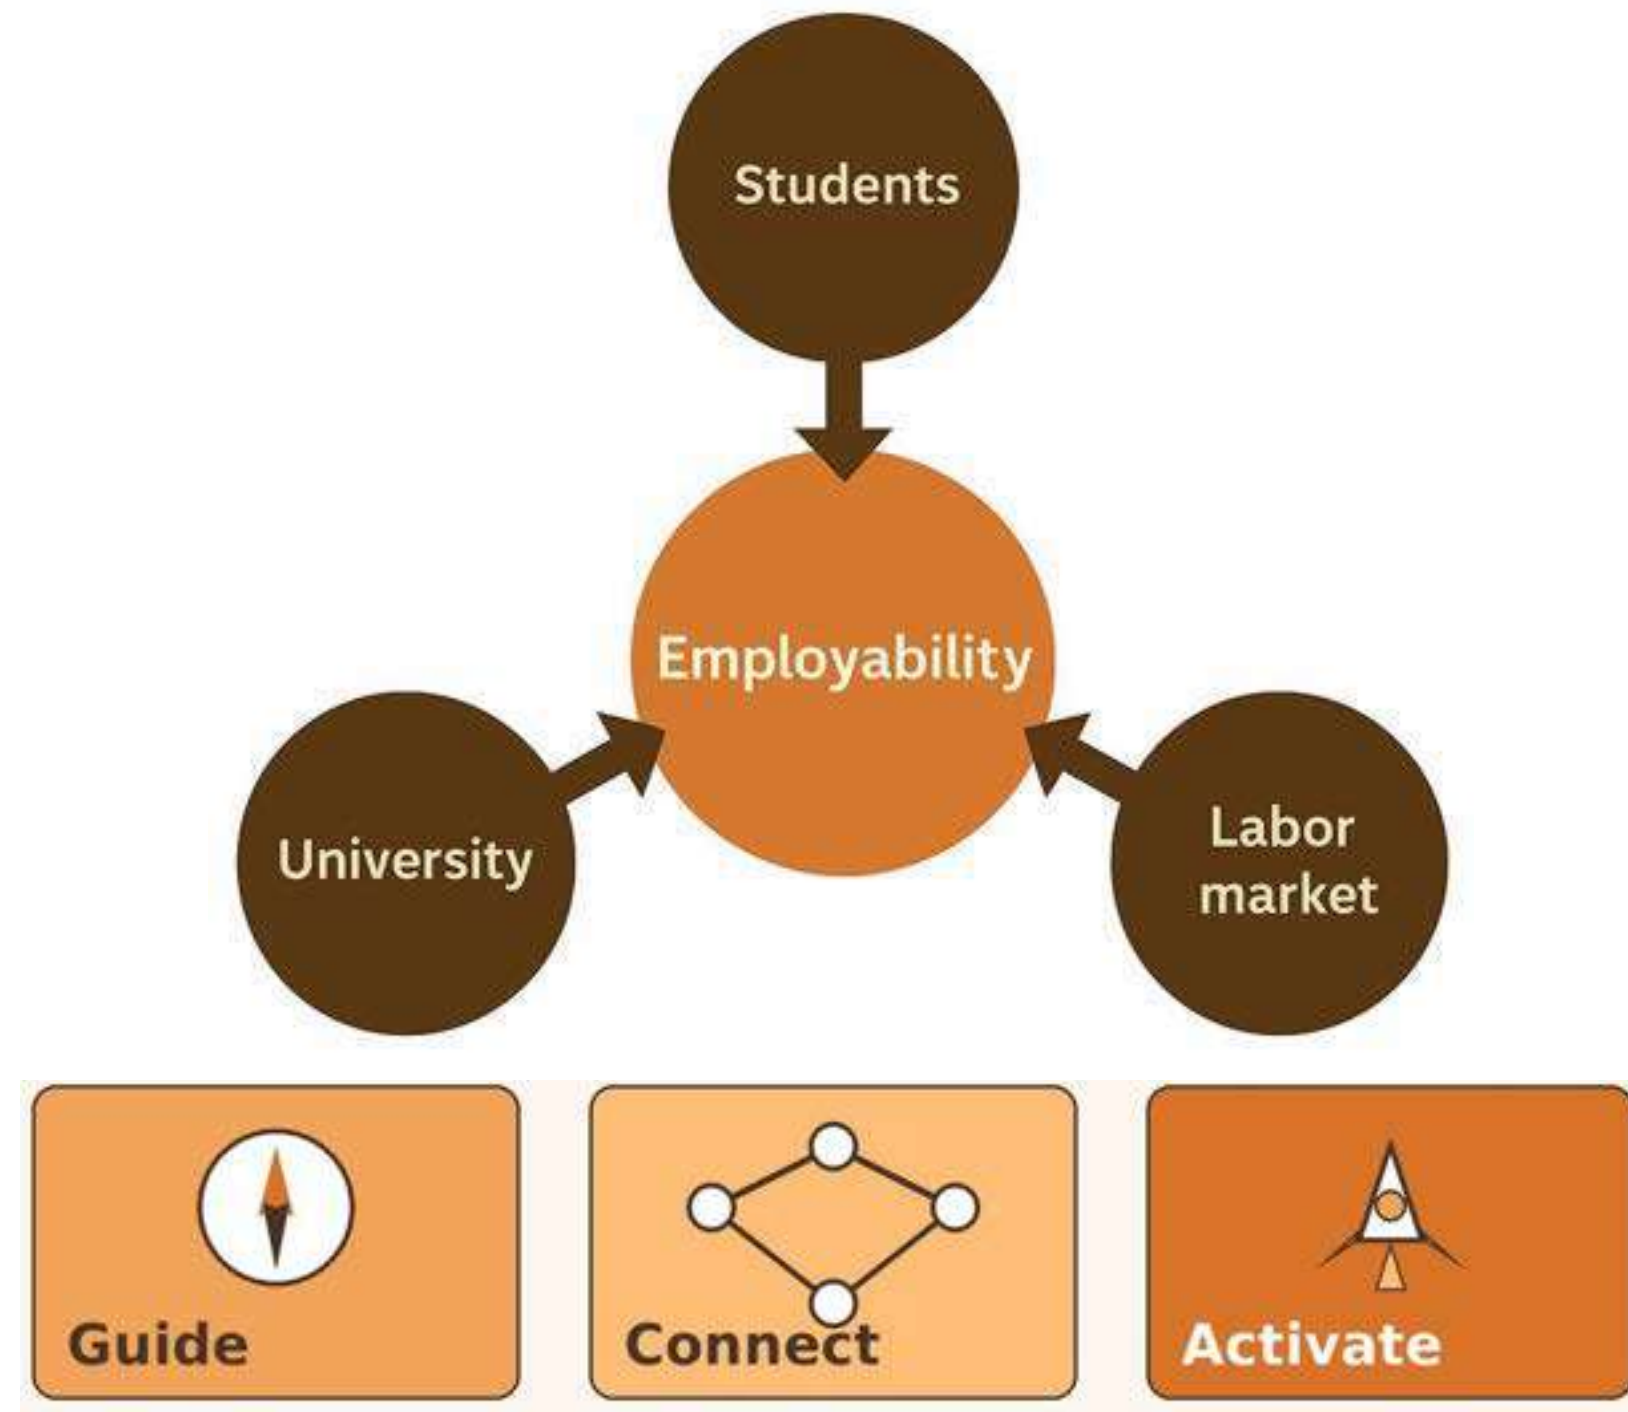 Students
Employability
University
Labor
market
Guide
Connect
Activate